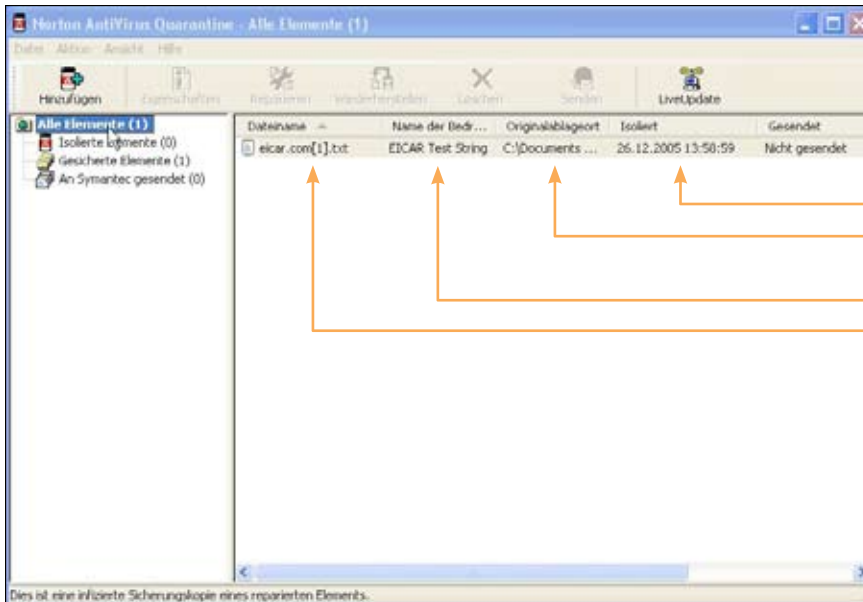 Norton AntiVirus Quarantine - Alle Elemente (1)
Datei Aktion Ansicht Hilfe
Hinzufügen Eigenschaften Reparieren Wiederherstellen Löschen Senden LiveUpdate
Alle Elemente (1)
Isolierte Elemente (0)
Gesicherte Elemente (1)
An Symantec gesendet (0)
Dateiname Name der Bedr... Originalablageort Isoliert Gesendet
eicar.com[1].txt EICAR Test String C:\Documents ... 26.12.2005 13:58:59 Nicht gesendet
Dies ist eine infizierte Sicherungskopie eines reparierten Elements.